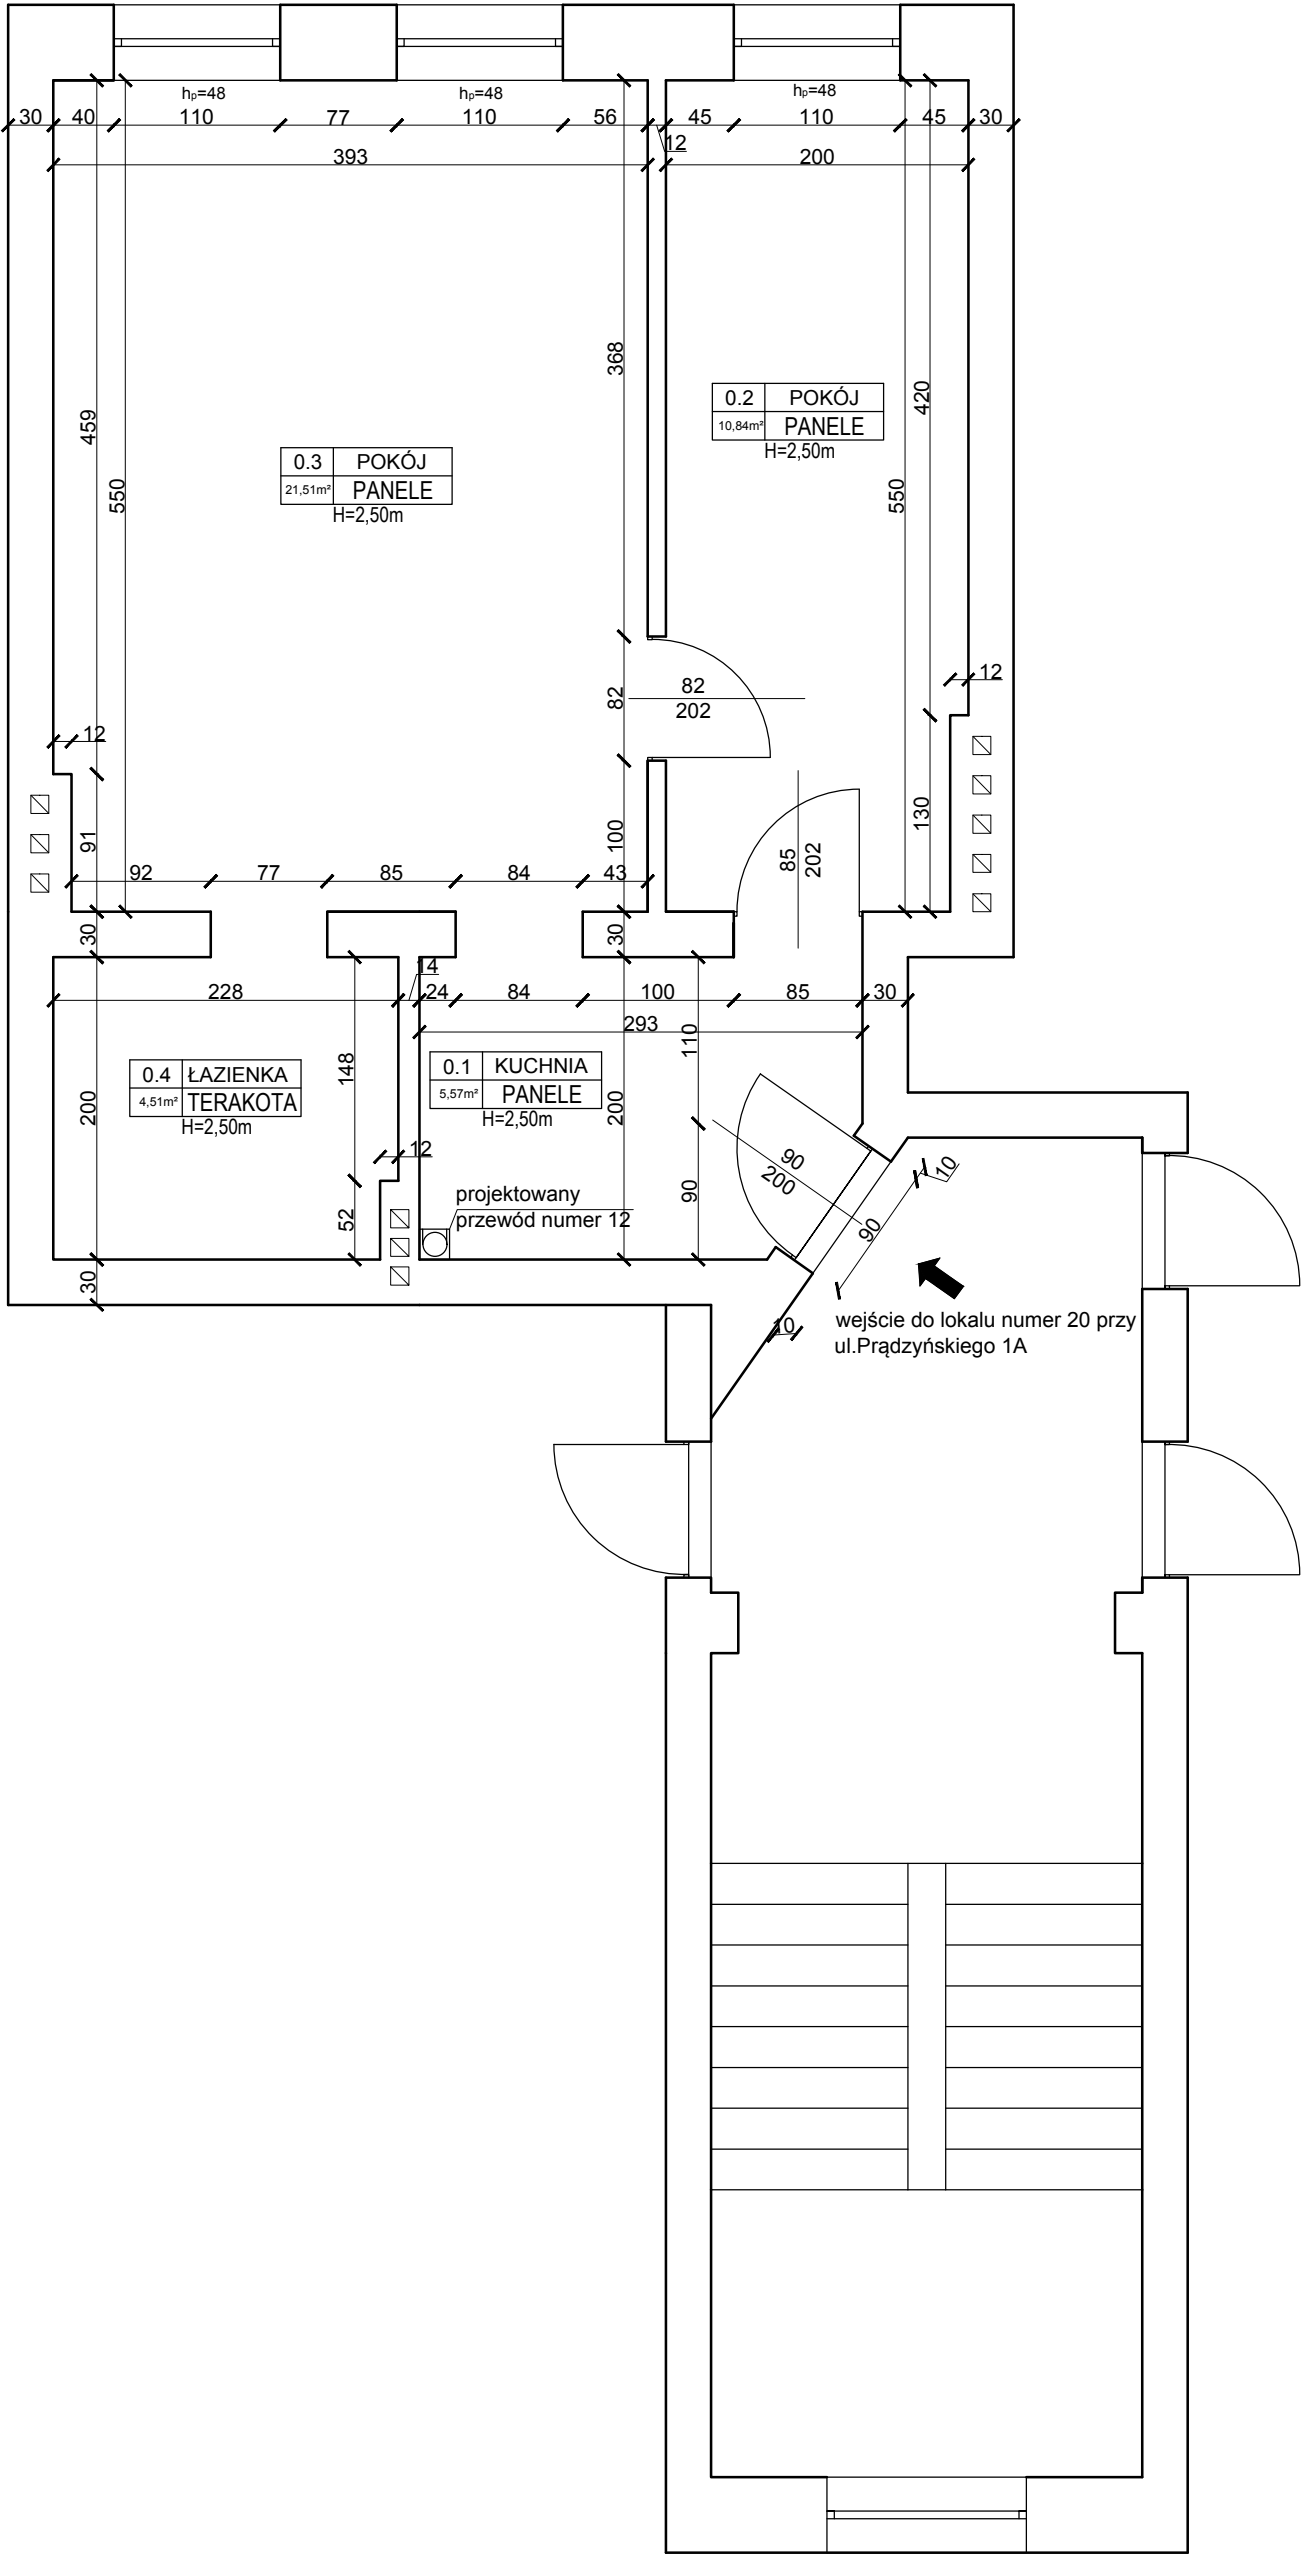 hp=48
hp=48
hp=48
30 40 110 77 110 56 45 110 45 30
12
393 200
368
420
459
0.2 POKÓJ
10,84m² PANELE
H=2,50m
0.3 POKÓJ
21,51m² PANELE
H=2,50m
550
550
12
82
82
202
12
91
100
130
85
202
92 77 85 84 43
30
30
14
228 24 84 100 85 30
293
110
148
0.4 ŁAZIENKA
4,51m² TERAKOTA
H=2,50m
0.1 KUCHNIA
5,57m² PANELE
H=2,50m
200
200
12
90
200
10
90
90
52
projektowany
przewód numer 12
30
10
wejście do lokalu numer 20 przy
ul.Prądzyńskiego 1A